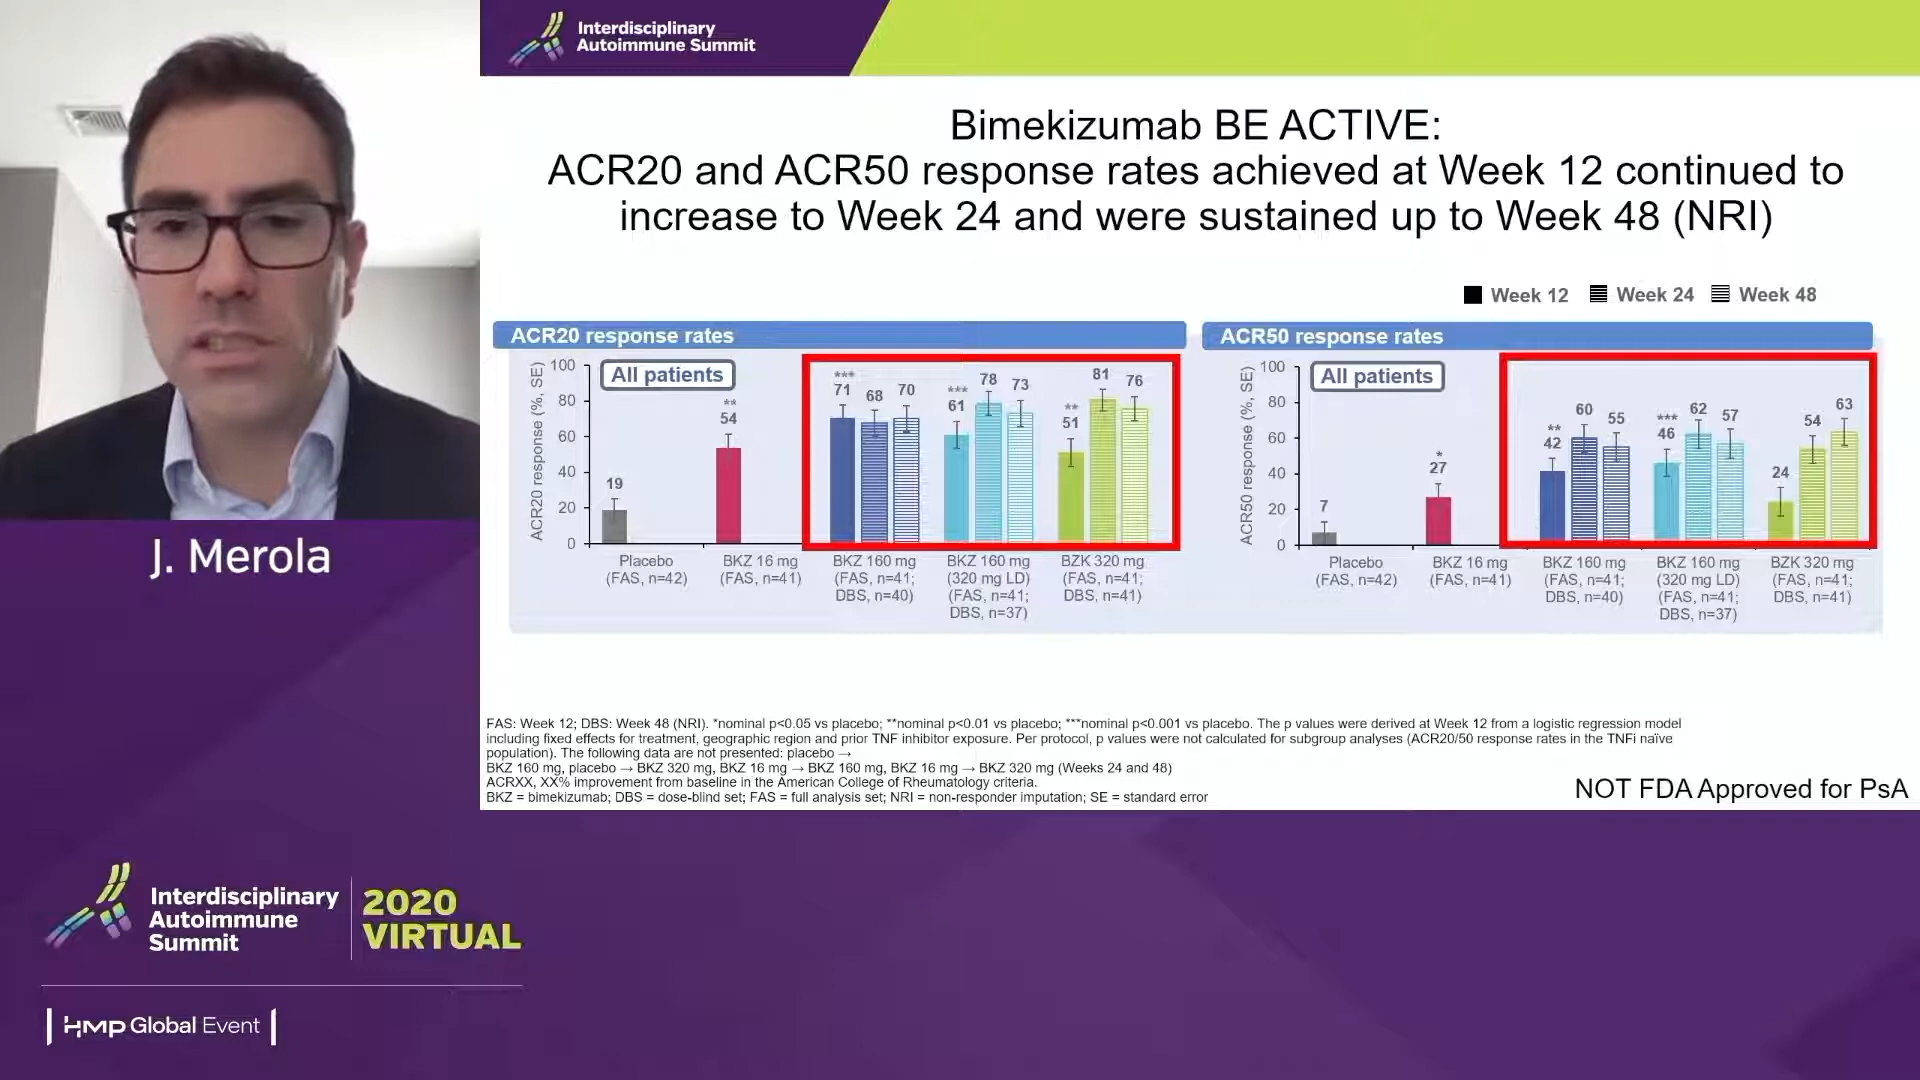 Interdisciplinary
Autoimmune Summit
Bimekizumab BE ACTIVE:
ACR20 and ACR50 response rates achieved at Week 12 continued to
increase to Week 24 and were sustained up to Week 48 (NRI)
Week 12 Week 24 Week 48
ACR20 response rates
ACR20 response (%, SE)
100
80
60
40
20
0
All patients
19
**
54
***
71
68
70
***
61
78
73
**
51
81
76
Placebo
(FAS, n=42)
BKZ 16 mg
(FAS, n=41)
BKZ 160 mg
(FAS, n=41;
DBS, n=40)
BKZ 160 mg
(320 mg LD)
(FAS, n=41;
DBS, n=37)
BZK 320 mg
(FAS, n=41;
DBS, n=41)
ACR50 response rates
ACR50 response (%, SE)
100
80
60
40
20
0
All patients
7
*
27
**
42
60
55
***
46
62
57
24
54
63
Placebo
(FAS, n=42)
BKZ 16 mg
(FAS, n=41)
BKZ 160 mg
(FAS, n=41;
DBS, n=40)
BKZ 160 mg
(320 mg LD)
(FAS, n=41;
DBS, n=37)
BZK 320 mg
(FAS, n=41;
DBS, n=41)
FAS: Week 12; DBS: Week 48 (NRI). *nominal p<0.05 vs placebo; **nominal p<0.01 vs placebo; ***nominal p<0.001 vs placebo. The p values were derived at Week 12 from a logistic regression model
including fixed effects for treatment, geographic region and prior TNF inhibitor exposure. Per protocol, p values were not calculated for subgroup analyses (ACR20/50 response rates in the TNFi naïve
population). The following data are not presented: placebo →
BKZ 160 mg, placebo → BKZ 320 mg, BKZ 16 mg → BKZ 160 mg, BKZ 16 mg → BKZ 320 mg (Weeks 24 and 48)
ACRXX, XX% improvement from baseline in the American College of Rheumatology criteria.
BKZ = bimekizumab; DBS = dose-blind set; FAS = full analysis set; NRI = non-responder imputation; SE = standard error
NOT FDA Approved for PsA
J. Merola
Interdisciplinary
Autoimmune
Summit
2020
VIRTUAL
HMP Global Event